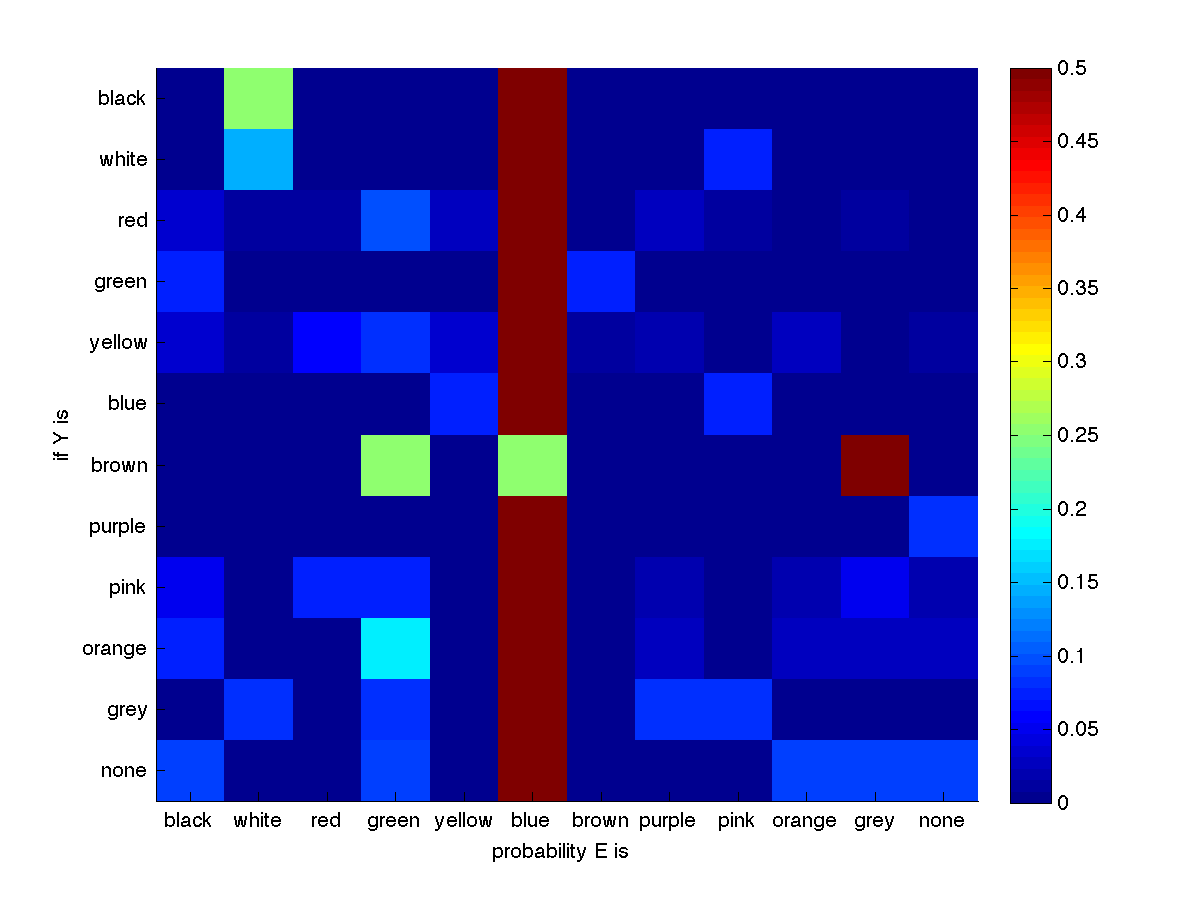 black
white
red
green
yellow
blue
brown
purple
pink
orange
grey
none
if Y is
black white red green yellow blue brown purple pink orange grey none
probability E is
0.5
0.45
0.4
0.35
0.3
0.25
0.2
0.15
0.1
0.05
0